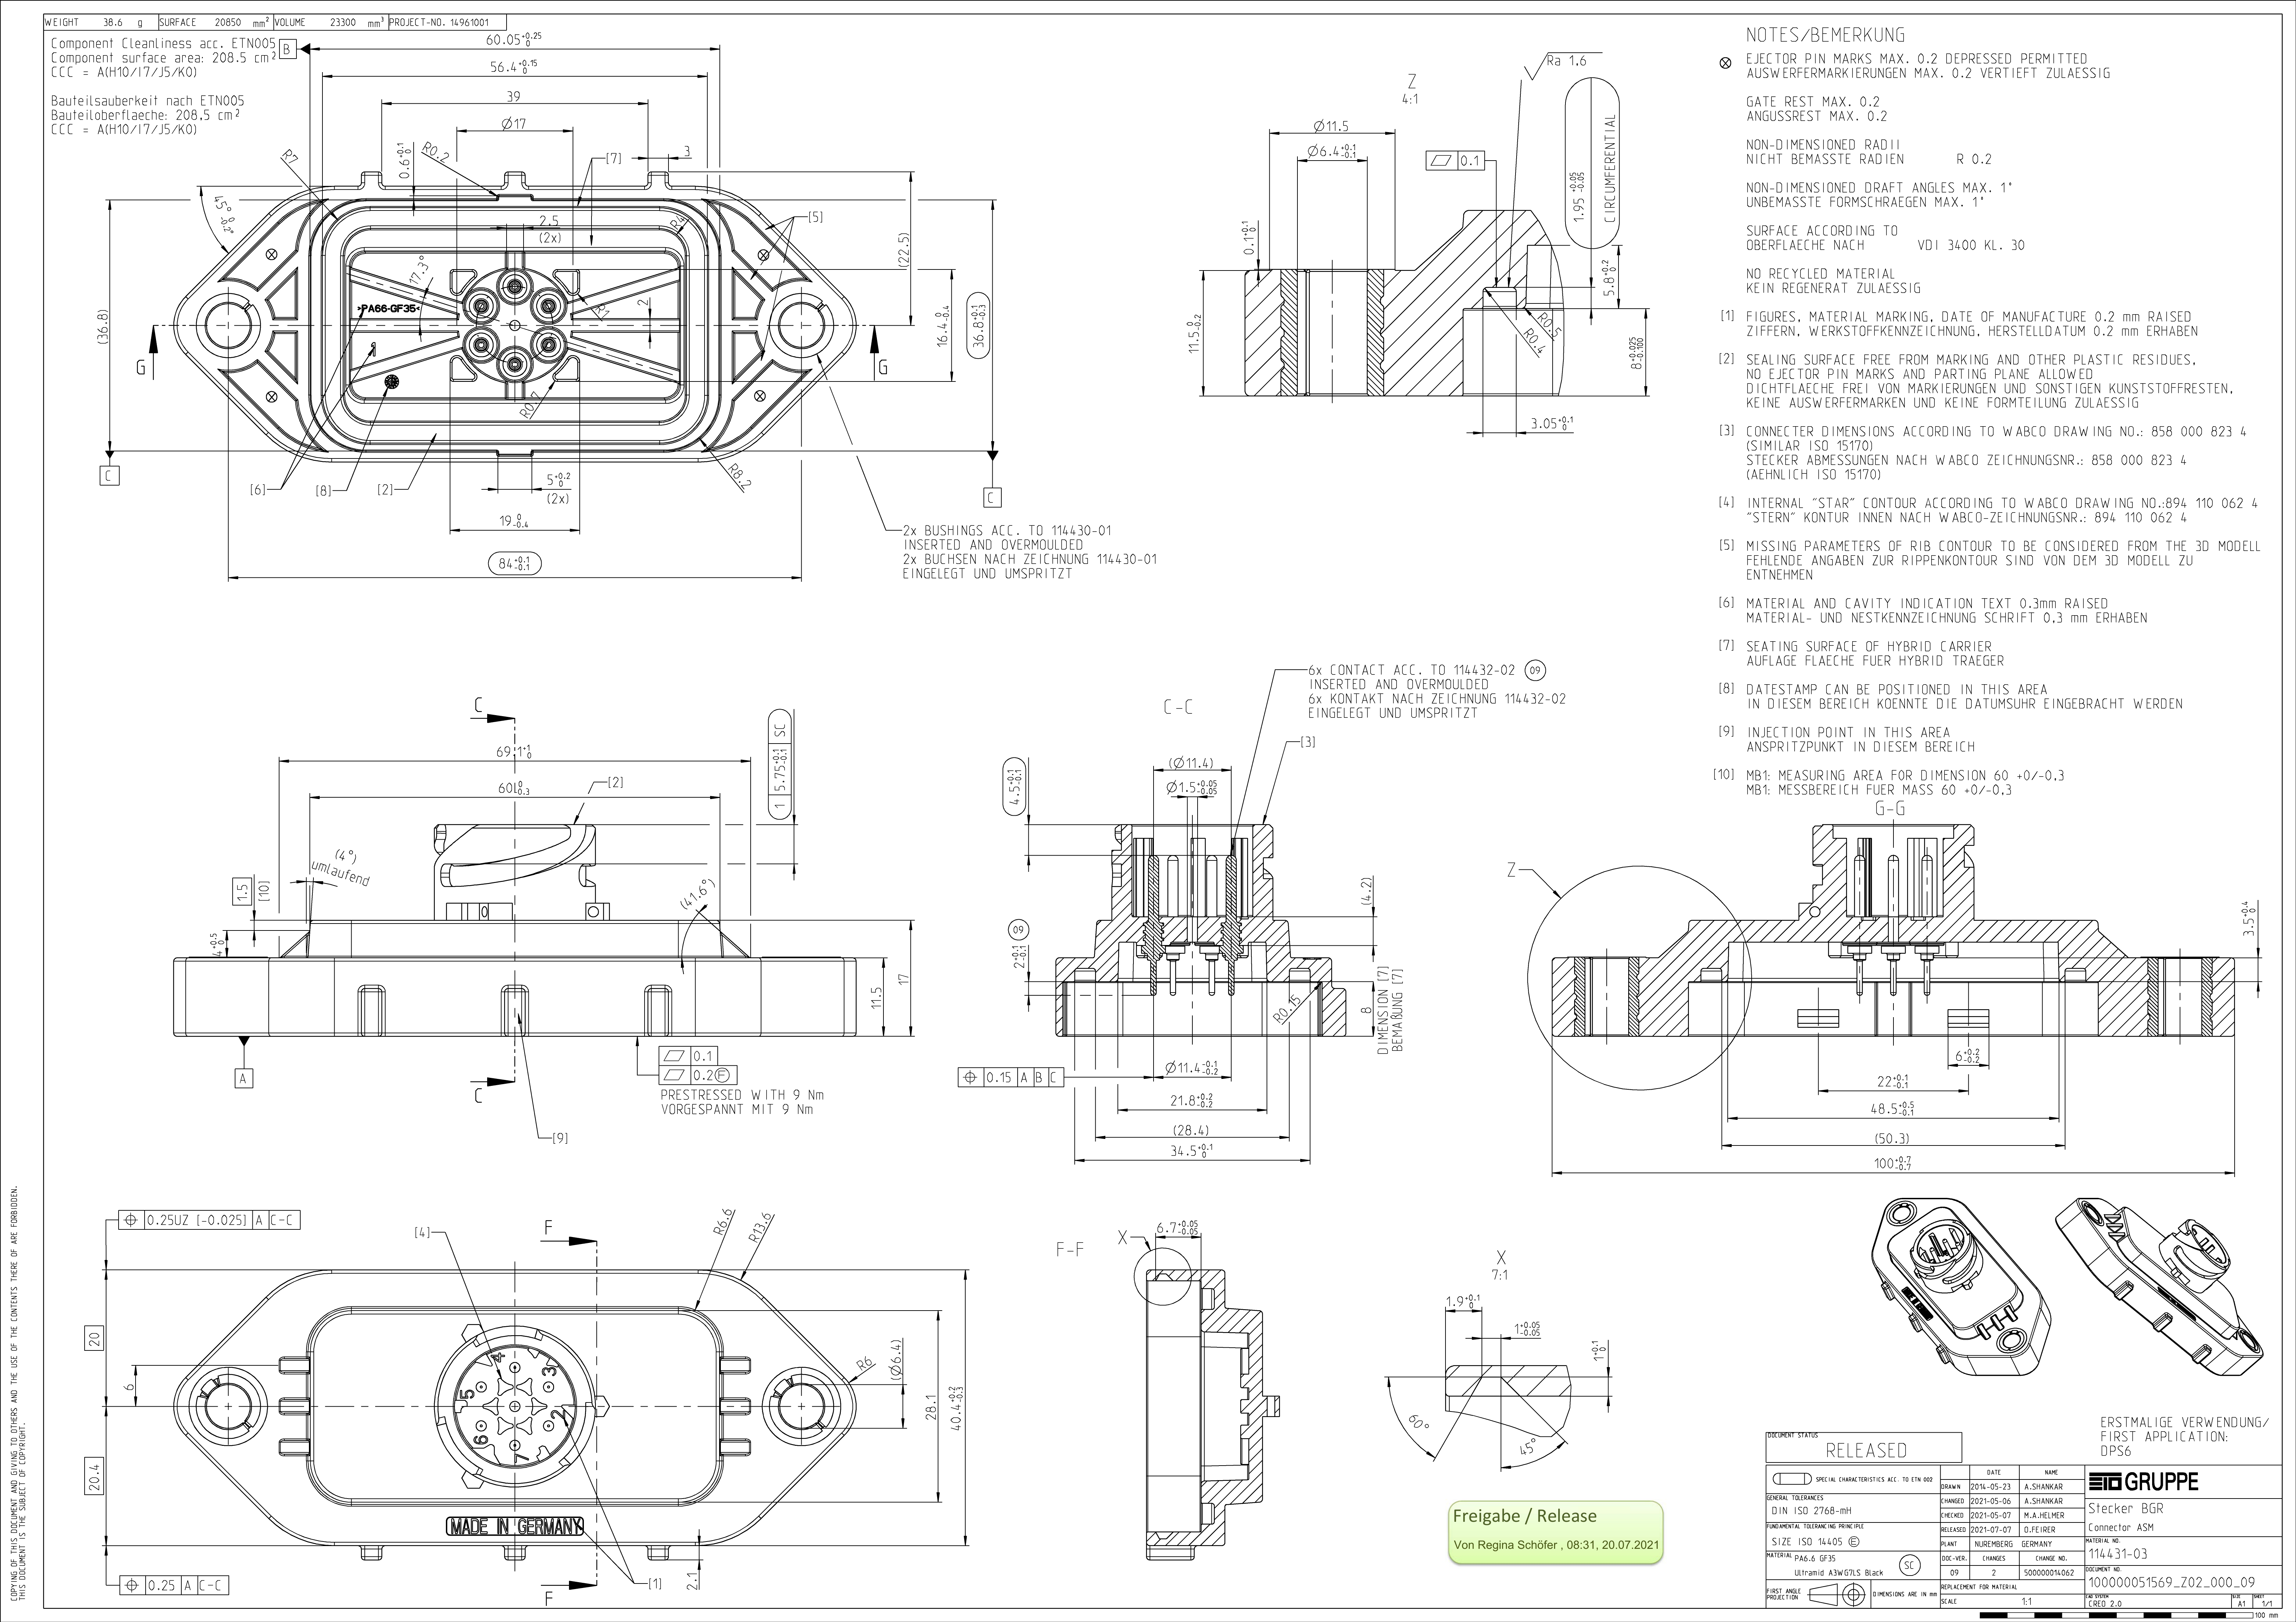 WEIGHT 38.6 g SURFACE 20850 mm² VOLUME 23300 mm³ PROJECT-NO. 14961001
Component Cleanliness acc. ETN005
Component surface area: 208.5 cm²
CCC = A(H10/I7/J5/K0)
Bauteilsauberkeit nach ETN005
Bauteiloberflaeche: 208,5 cm²
CCC = A(H10/I7/J5/K0)
B
60.05 +0.25 0
56.4 +0.15 0
39
Ø17
0.6 +0.1 0
R0.2
[7]
3
R7
45° 0 -0.2°
2.5
(2x)
R4
[5]
(22.5)
17.3°
>PA66-GF35<
1
2
R1
16.4 0 -0.4
36.8 +0.1 -0.3
(36.8)
G
G
R0.7
R8.2
C
C
[6]
[8]
[2]
5 +0.2 0
(2x)
19 0 -0.4
84 +0.1 -0.1
2x BUSHINGS ACC. TO 114430-01
INSERTED AND OVERMOULDED
2x BUCHSEN NACH ZEICHNUNG 114430-01
EINGELEGT UND UMSPRITZT
Z
4:1
Ra 1.6
Ø11.5
Ø6.4 +0.1 -0.1
0.1
1.95 +0.05 -0.05 CIRCUMFERENTIAL
0.1 +0.1 0
11.5 0 -0.2
5.8 +0.2 0
R0.5
R0.4
8 +0.025 -0.100
3.05 +0.1 0
NOTES/BEMERKUNG
EJECTOR PIN MARKS MAX. 0.2 DEPRESSED PERMITTED
AUSWERFERMARKIERUNGEN MAX. 0.2 VERTIEFT ZULAESSIG
GATE REST MAX. 0.2
ANGUSSREST MAX. 0.2
NON-DIMENSIONED RADII
NICHT BEMASSTE RADIEN R 0.2
NON-DIMENSIONED DRAFT ANGLES MAX. 1°
UNBEMASSTE FORMSCHRAEGEN MAX. 1°
SURFACE ACCORDING TO
OBERFLAECHE NACH VDI 3400 KL. 30
NO RECYCLED MATERIAL
KEIN REGENERAT ZULAESSIG
[1] FIGURES, MATERIAL MARKING, DATE OF MANUFACTURE 0.2 mm RAISED
ZIFFERN, WERKSTOFFKENNZEICHNUNG, HERSTELLDATUM 0.2 mm ERHABEN
[2] SEALING SURFACE FREE FROM MARKING AND OTHER PLASTIC RESIDUES,
NO EJECTOR PIN MARKS AND PARTING PLANE ALLOWED
DICHTFLAECHE FREI VON MARKIERUNGEN UND SONSTIGEN KUNSTSTOFFRESTEN,
KEINE AUSWERFERMARKEN UND KEINE FORMTEILUNG ZULAESSIG
[3] CONNECTER DIMENSIONS ACCORDING TO WABCO DRAWING NO.: 858 000 823 4
(SIMILAR ISO 15170)
STECKER ABMESSUNGEN NACH WABCO ZEICHNUNGSNR.: 858 000 823 4
(AEHNLICH ISO 15170)
[4] INTERNAL "STAR" CONTOUR ACCORDING TO WABCO DRAWING NO.:894 110 062 4
"STERN" KONTUR INNEN NACH WABCO-ZEICHNUNGSNR.: 894 110 062 4
[5] MISSING PARAMETERS OF RIB CONTOUR TO BE CONSIDERED FROM THE 3D MODELL
FEHLENDE ANGABEN ZUR RIPPENKONTOUR SIND VON DEM 3D MODELL ZU
ENTNEHMEN
[6] MATERIAL AND CAVITY INDICATION TEXT 0.3mm RAISED
MATERIAL- UND NESTKENNZEICHNUNG SCHRIFT 0,3 mm ERHABEN
[7] SEATING SURFACE OF HYBRID CARRIER
AUFLAGE FLAECHE FUER HYBRID TRAEGER
[8] DATESTAMP CAN BE POSITIONED IN THIS AREA
IN DIESEM BEREICH KOENNTE DIE DATUMSUHR EINGEBRACHT WERDEN
[9] INJECTION POINT IN THIS AREA
ANSPRITZPUNKT IN DIESEM BEREICH
[10] MB1: MEASURING AREA FOR DIMENSION 60 +0/-0.3
MB1: MESSBEREICH FUER MASS 60 +0/-0,3
C
69.1 +1 0
60 0 -0.3
[2]
1 5.75 +0.1 -0.1 SC
(4°)
umlaufend
1.5
[10]
4 +0.5 0
(41.6°)
11.5
17
A
C
0.1
0.2 F
PRESTRESSED WITH 9 Nm
VORGESPANNT MIT 9 Nm
[9]
C-C
6x CONTACT ACC. TO 114432-02 09
INSERTED AND OVERMOULDED
6x KONTAKT NACH ZEICHNUNG 114432-02
EINGELEGT UND UMSPRITZT
[3]
(Ø11.4)
Ø1.5 +0.05 -0.05
4.5 +0.1 -0.1
(4.2)
09
2 +0.1 -0.1
R0.15
8
DIMENSION [7]
BEMAßUNG [7]
0.15 A B C
Ø11.4 -0.1 -0.2
21.8 +0.2 -0.2
(28.4)
34.5 +0.1 0
G-G
Z
3.5 +0.4 0
6 +0.2 -0.2
22 +0.1 -0.1
48.5 +0.5 -0.1
(50.3)
100 +0.7 -0.7
0.25UZ [-0.025] A C-C
[4]
F
R6.6
R13.6
20
6
20.4
4
3
5
2
6
7
MADE IN GERMANY
R6
(Ø6.4)
28.1
40.4 +0.2 -0.3
0.25 A C-C
F
[1]
2.1
F-F
X
6.7 +0.05 -0.05
X
7:1
1.9 +0.1 0
1 +0.05 -0.05
1 +0.1 0
60°
45°
Freigabe / Release
Von Regina Schöfer , 08:31, 20.07.2021
ERSTMALIGE VERWENDUNG/
FIRST APPLICATION:
DPS6
DOCUMENT STATUS
RELEASED
SPECIAL CHARACTERISTICS ACC. TO ETN 002
GENERAL TOLERANCES
DIN ISO 2768-mH
FUNDAMENTAL TOLERANCING PRINCIPLE
SIZE ISO 14405 E
MATERIAL PA6.6 GF35
Ultramid A3WG7LS Black
SC
FIRST ANGLE PROJECTION
DIMENSIONS ARE IN mm
DATE NAME
DRAWN 2014-05-23 A.SHANKAR
CHANGED 2021-05-06 A.SHANKAR
CHECKED 2021-05-07 M.A.HELMER
RELEASED 2021-07-07 O.FEIRER
PLANT NUREMBERG GERMANY
DOC-VER. CHANGES CHANGE NO.
09 2 500000014062
REPLACEMENT FOR MATERIAL
SCALE 1:1
ETO GRUPPE
Stecker BGR
Connector ASM
MATERIAL NO.
114431-03
DOCUMENT NO.
100000051569_Z02_000_09
CAD SYSTEM
CREO 2.0
SIZE
A1
SHEET
1/1
100 mm
COPYING OF THIS DOCUMENT AND GIVING TO OTHERS AND THE USE OF THE CONTENTS THERE OF ARE FORBIDDEN.
THIS DOCUMENT IS THE SUBJECT OF COPYRIGHT.